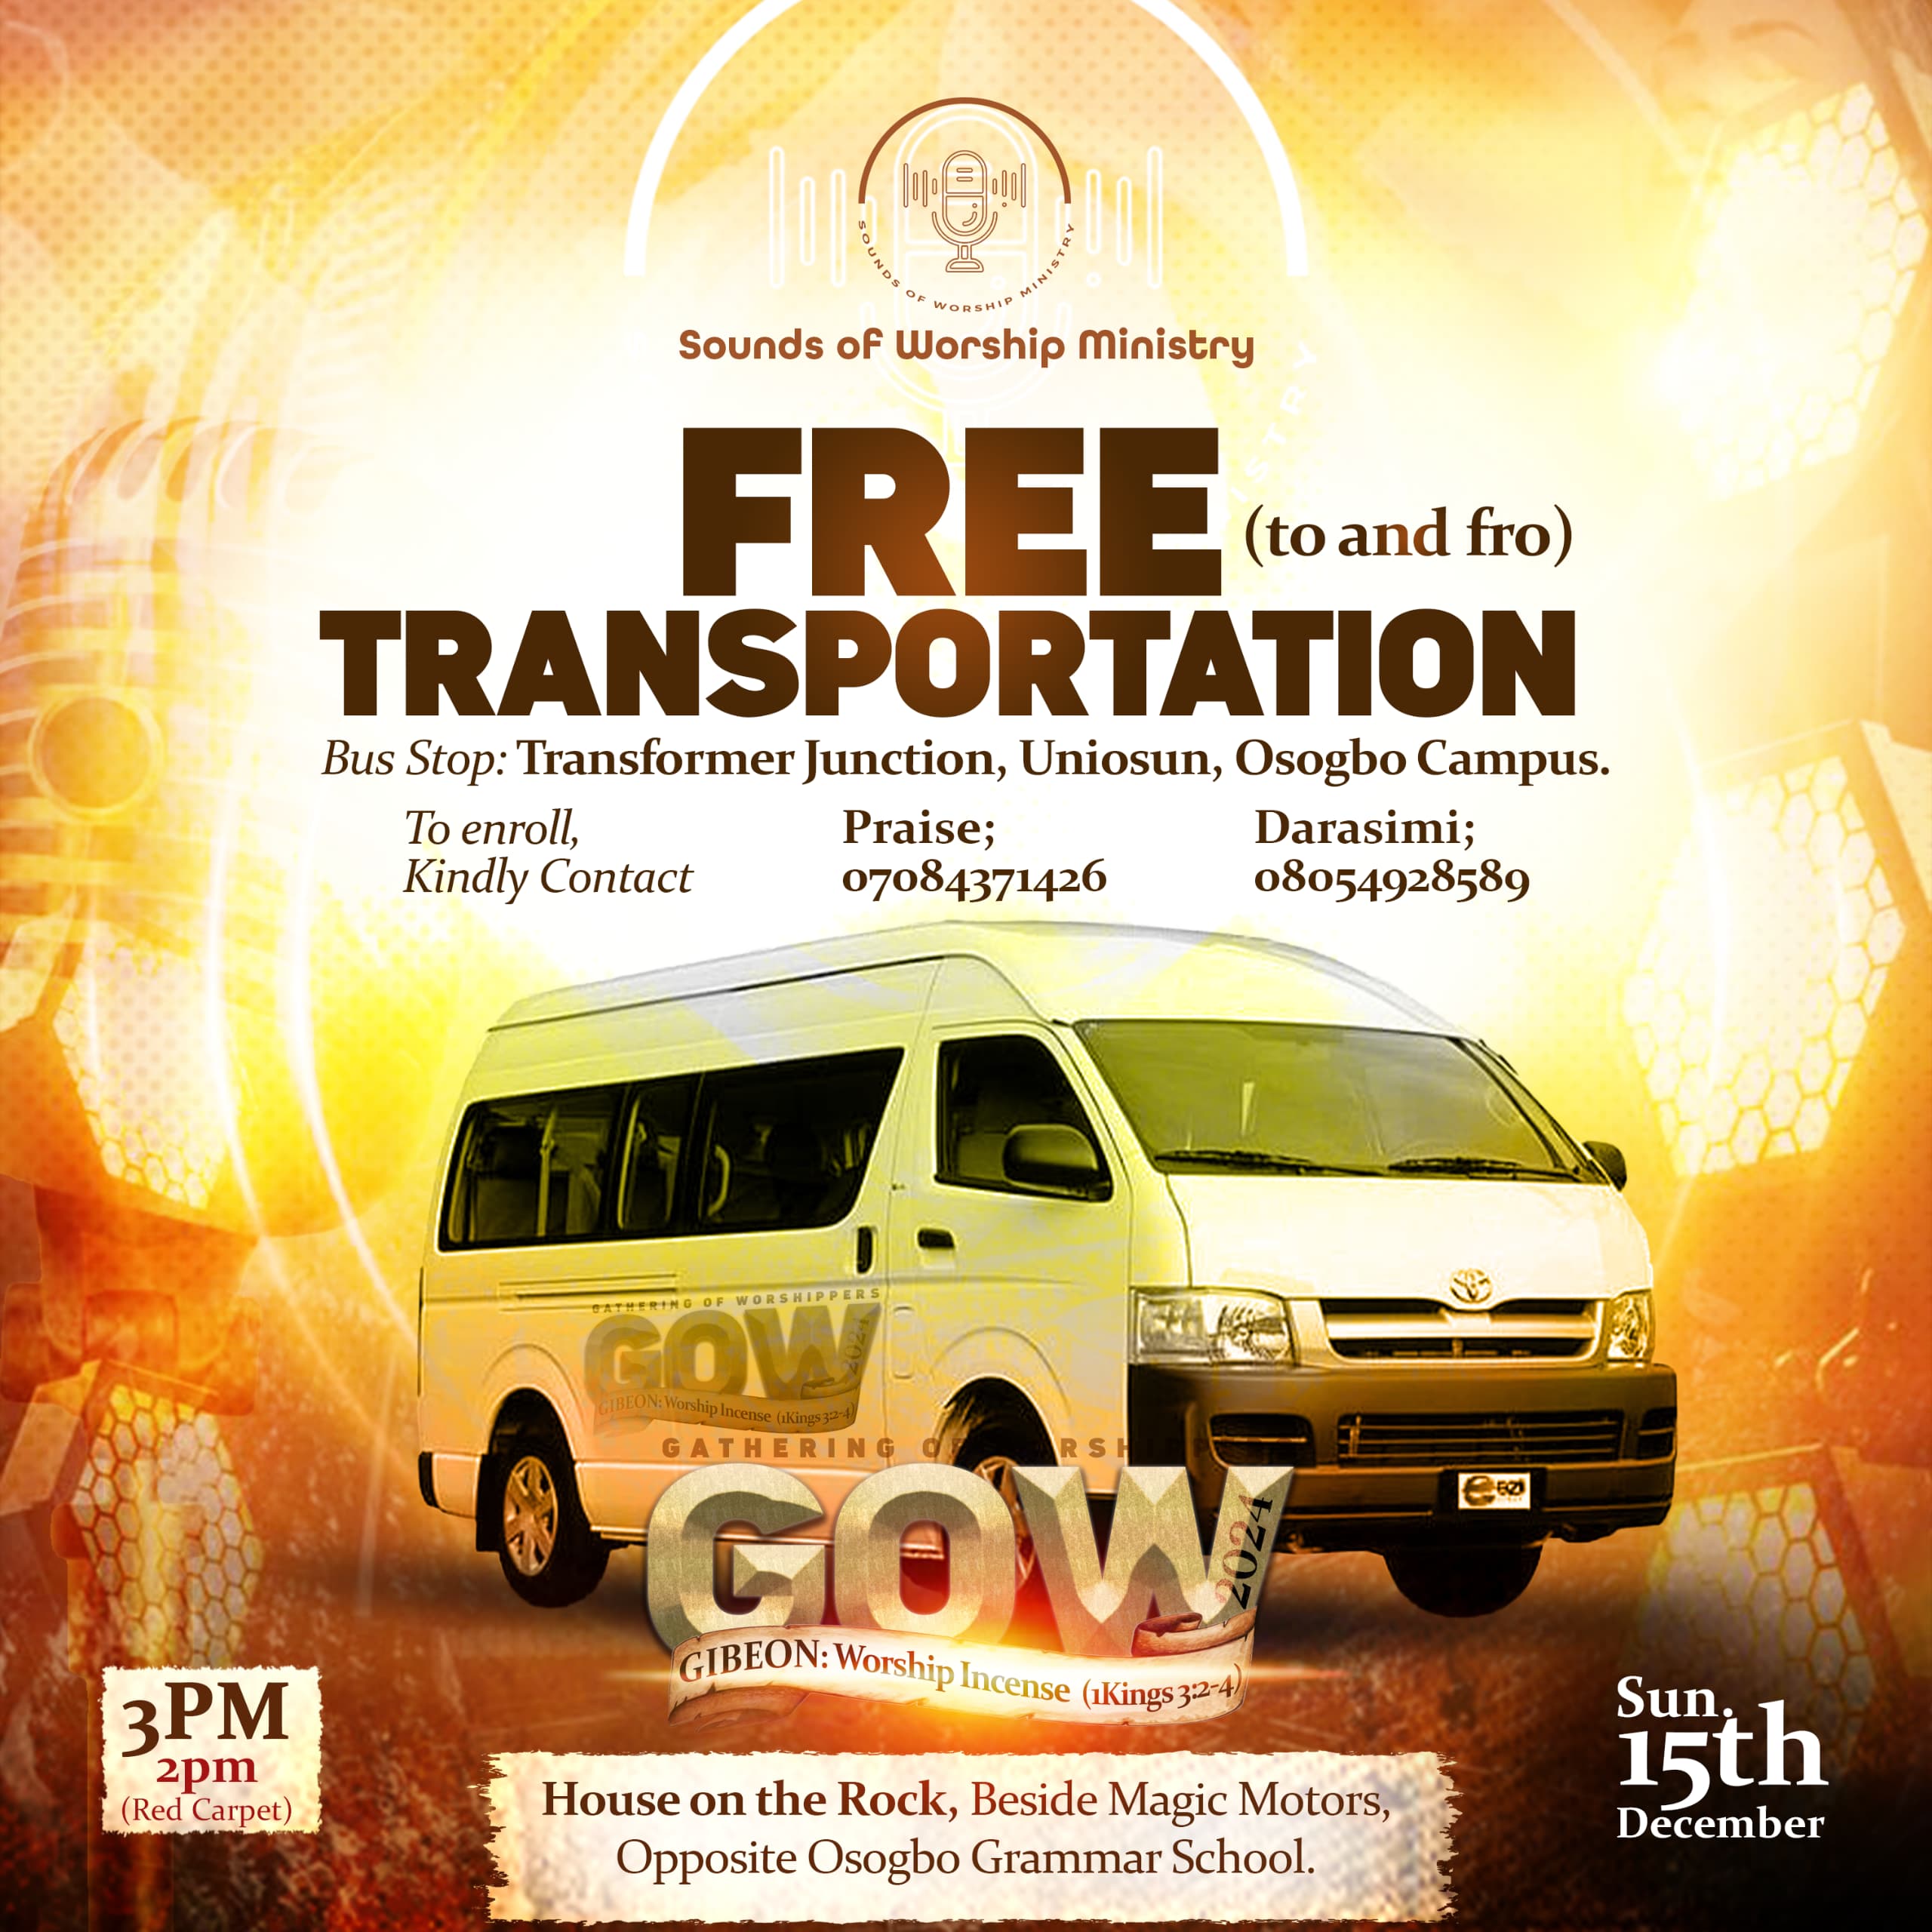 SOUNDS OF WORSHIP MINISTRY
Sounds of Worship Ministry
FREE (to and fro)
TRANSPORTATION
Bus Stop: Transformer Junction, Uniosun, Osogbo Campus.
To enroll,
Kindly Contact
Praise;
07084371426
Darasimi;
08054928589
GATHERING OF WORSHIPPERS
GOW 2024
GIBEON: Worship Incense (1Kings 3:2-4)
GATHERING OF
GOW 2024
GIBEON: Worship Incense (1Kings 3:2-4)
3PM
2pm
(Red Carpet)
House on the Rock, Beside Magic Motors,
Opposite Osogbo Grammar School.
Sun.
15th
December